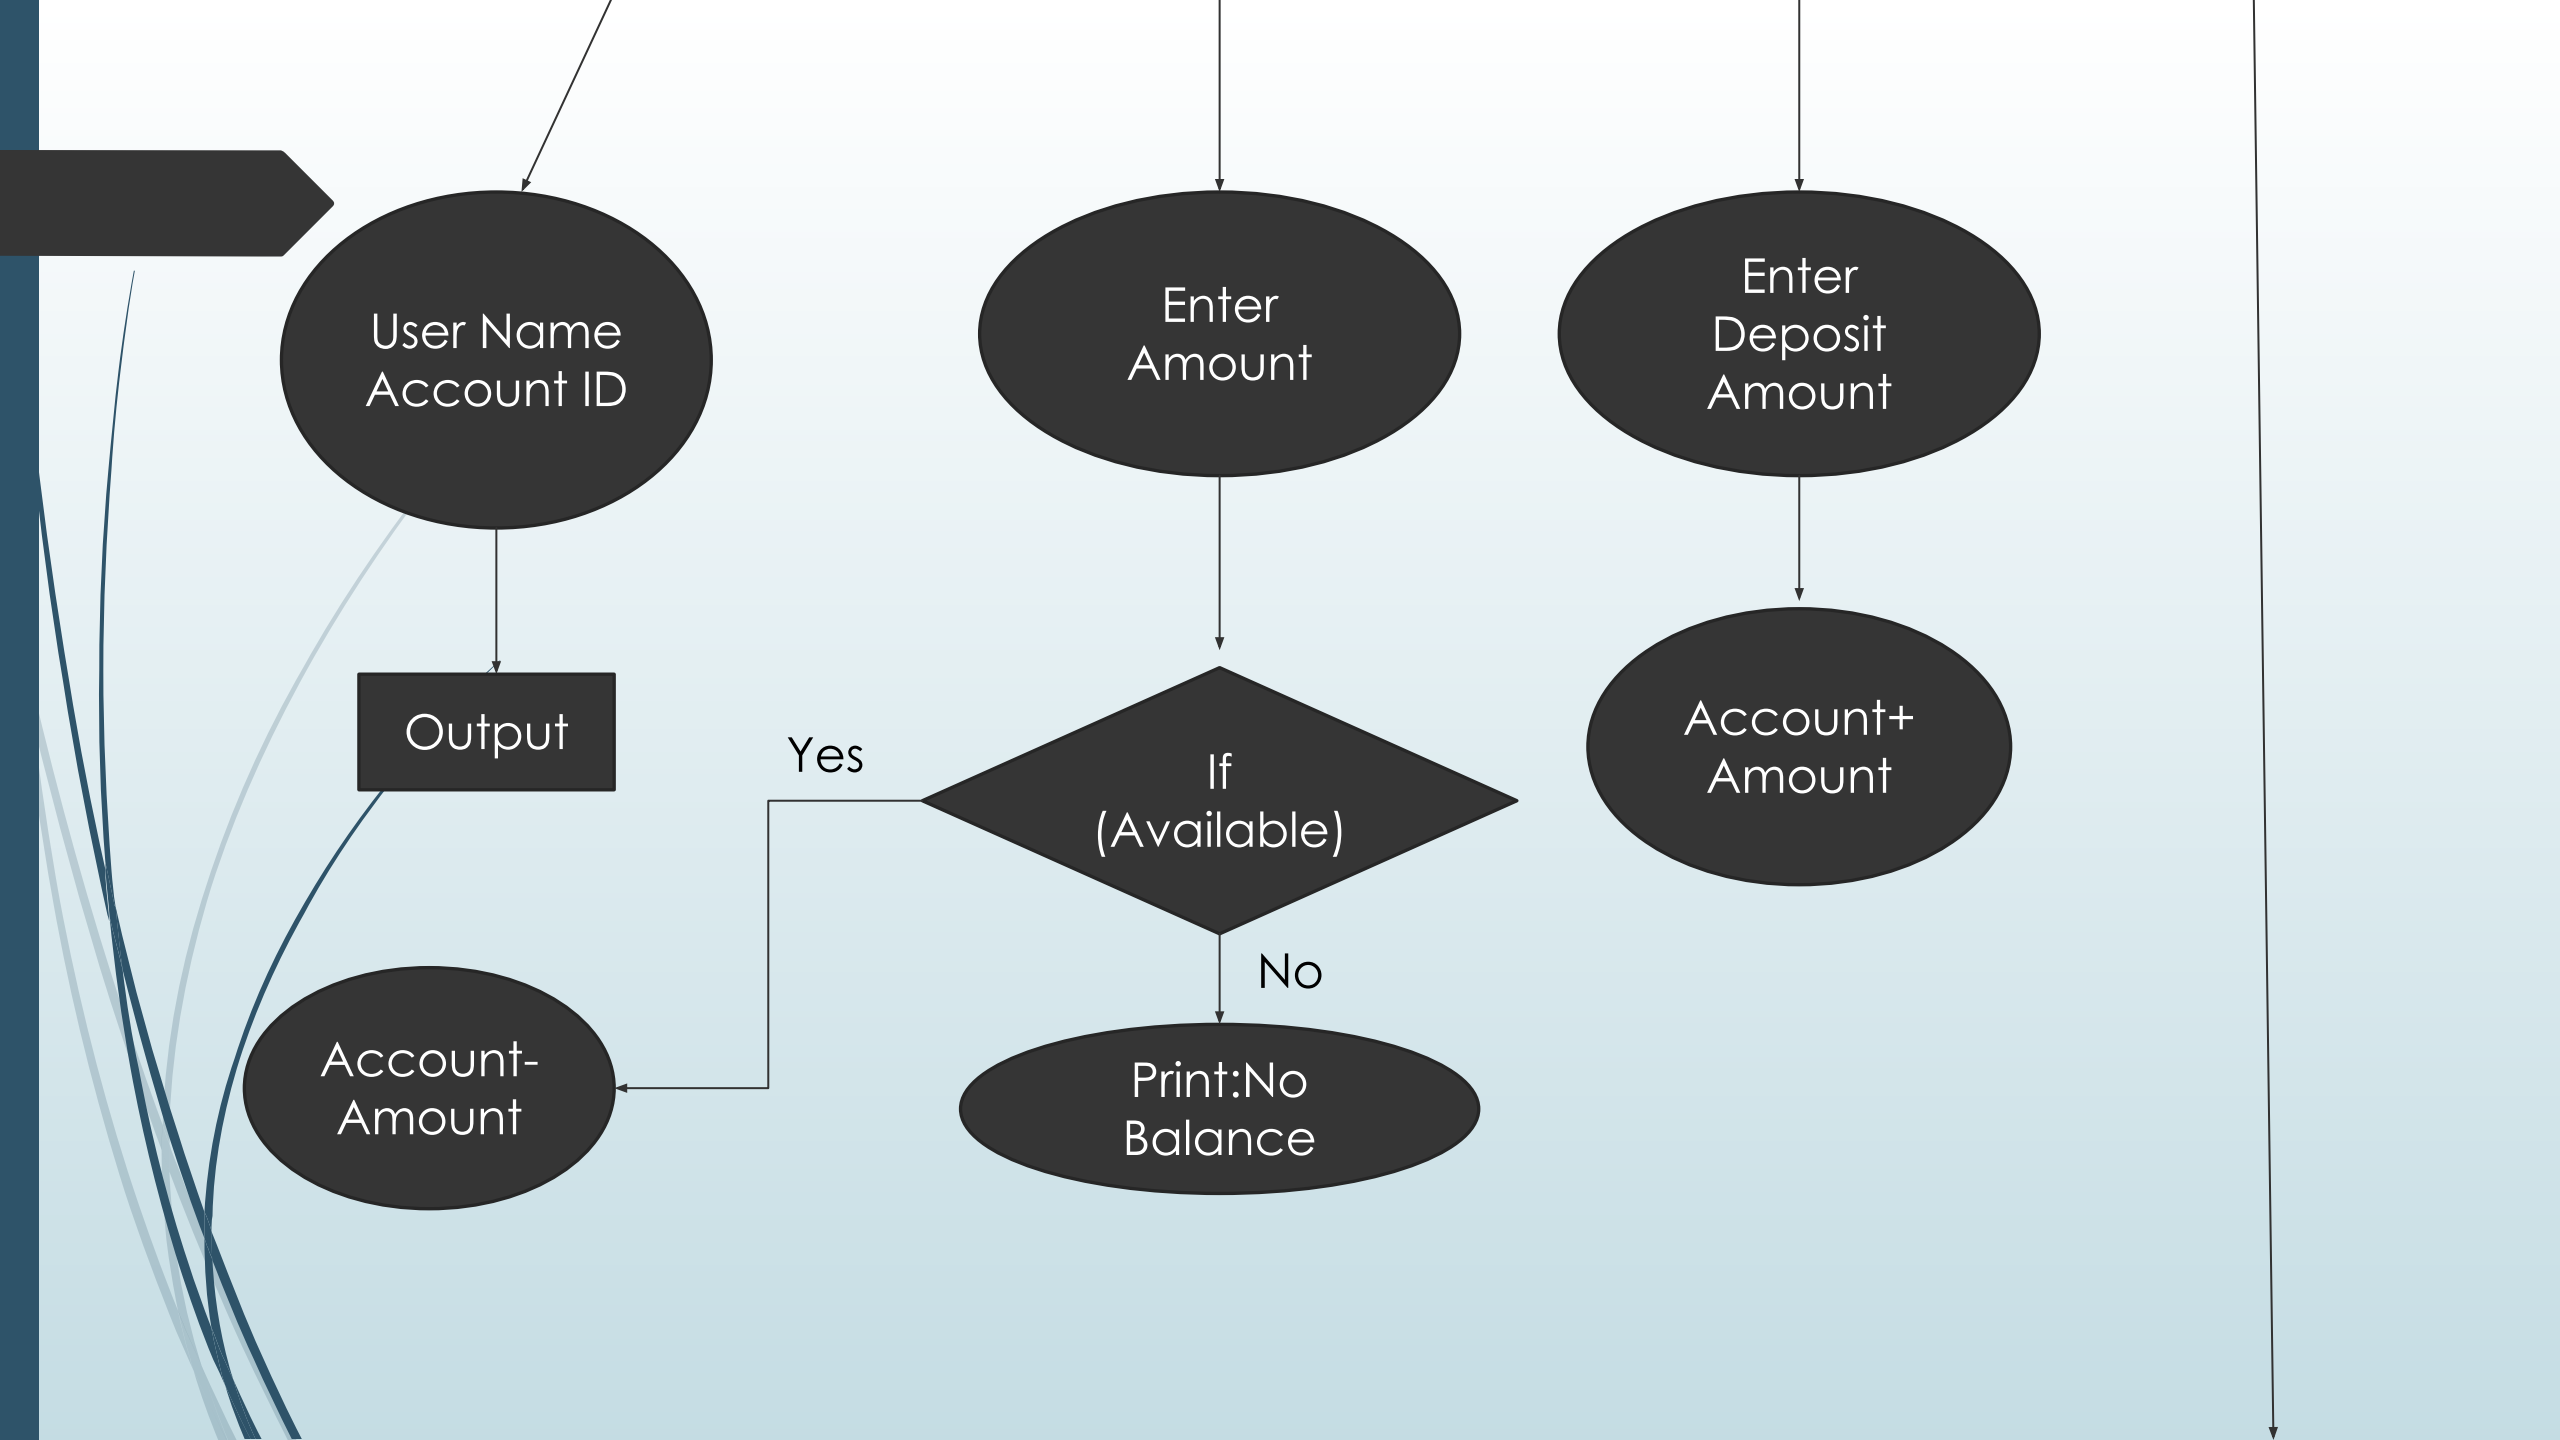 User Name
Account ID
Enter
Amount
Enter
Deposit
Amount
Output
Yes
If
(Available)
Account+
Amount
No
Account-
Amount
Print:No
Balance